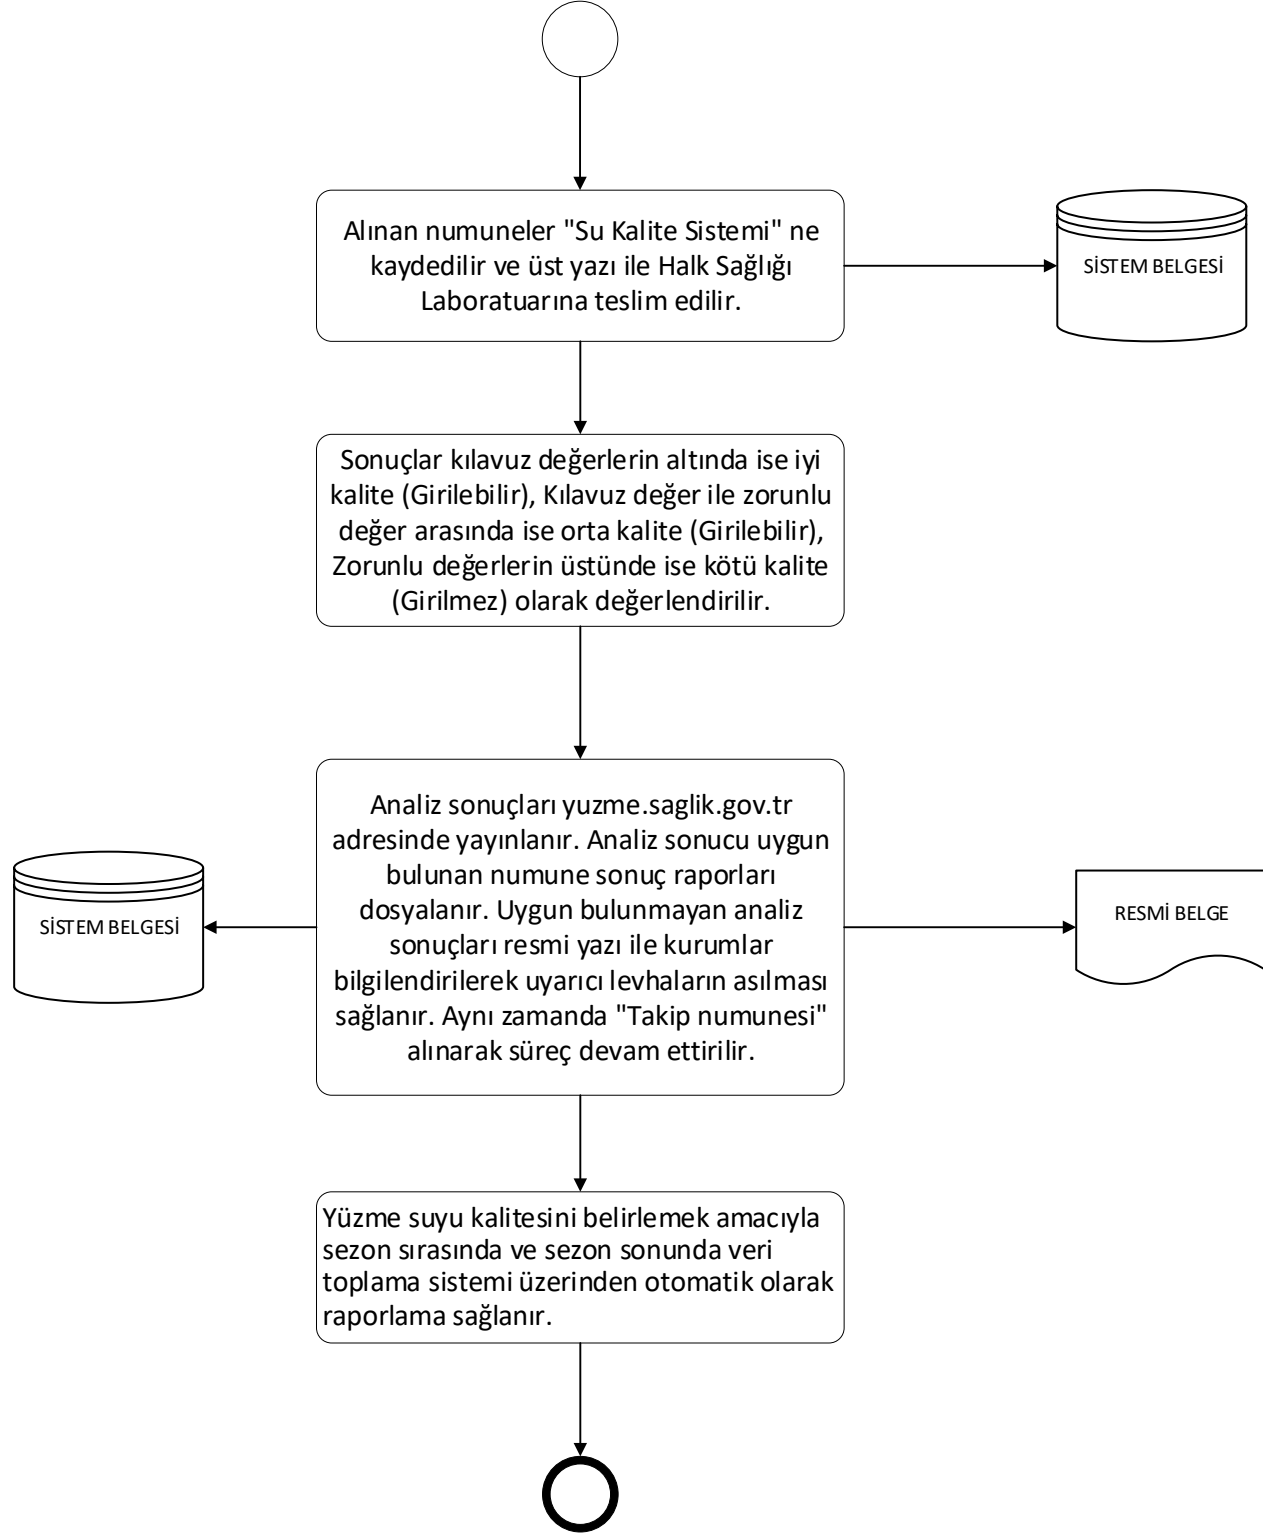 Alınan numuneler "Su Kalite Sistemi" ne
kaydedilir ve üst yazı ile Halk Sağlığı
Laboratuarına teslim edilir.
SİSTEM BELGESİ
Sonuçlar kılavuz değerlerin altında ise iyi
kalite (Girilebilir), Kılavuz değer ile zorunlu
değer arasında ise orta kalite (Girilebilir),
Zorunlu değerlerin üstünde ise kötü kalite
(Girilmez) olarak değerlendirilir.
Analiz sonuçları yuzme.saglik.gov.tr
adresinde yayınlanır. Analiz sonucu uygun
bulunan numune sonuç raporları
dosyalanır. Uygun bulunmayan analiz
sonuçları resmi yazı ile kurumlar
bilgilendirilerek uyarıcı levhaların asılması
sağlanır. Aynı zamanda "Takip numunesi"
alınarak süreç devam ettirilir.
SİSTEM BELGESİ
RESMİ BELGE
Yüzme suyu kalitesini belirlemek amacıyla
sezon sırasında ve sezon sonunda veri
toplama sistemi üzerinden otomatik olarak
raporlama sağlanır.